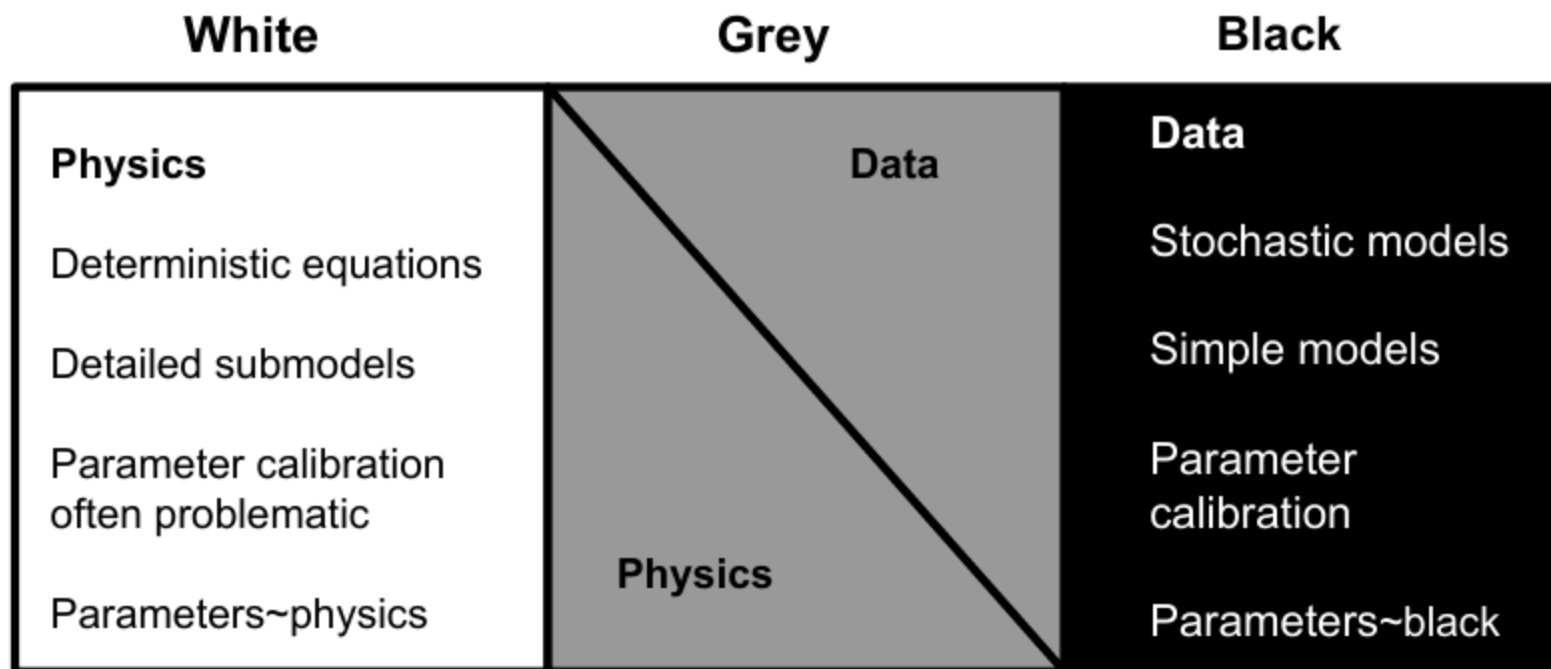 White
Grey
Black
Physics
Deterministic equations
Detailed submodels
Parameter calibration
often problematic
Parameters~physics
Data
Physics
Data
Stochastic models
Simple models
Parameter
calibration
Parameters~black